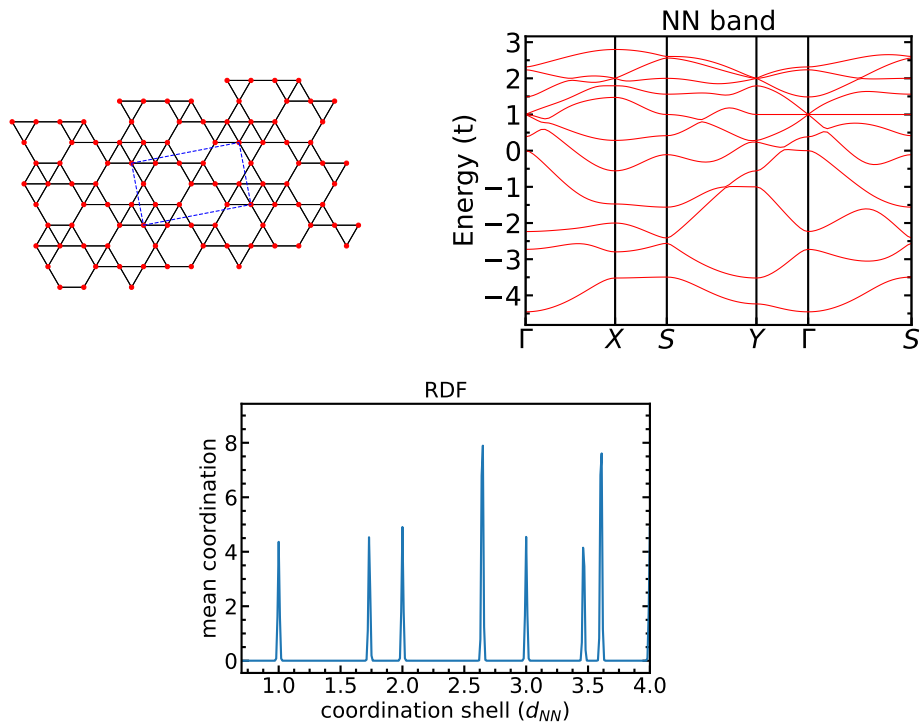 NN band
Energy (t)
3
2
1
0
−1
−2
−3
−4
Γ X S Y Γ S
RDF
mean coordination
8
6
4
2
0
1.0 1.5 2.0 2.5 3.0 3.5 4.0
coordination shell (d_NN)